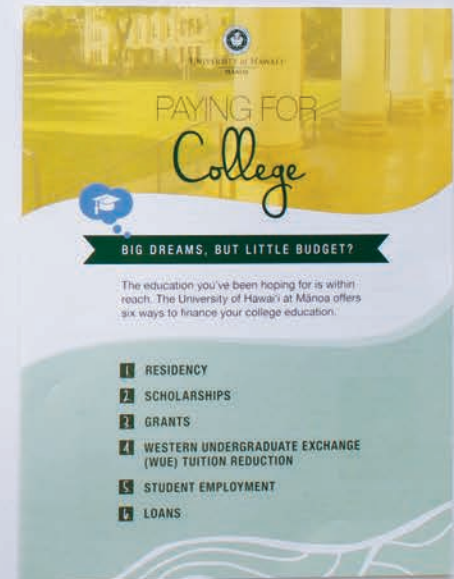 UNIVERSITY of HAWAI'I
MĀNOA
PAYING FOR
College
BIG DREAMS, BUT LITTLE BUDGET?
The education you've been hoping for is within
reach. The University of Hawai'i at Mānoa offers
six ways to finance your college education.
1 RESIDENCY
2 SCHOLARSHIPS
3 GRANTS
4 WESTERN UNDERGRADUATE EXCHANGE
(WUE) TUITION REDUCTION
5 STUDENT EMPLOYMENT
6 LOANS